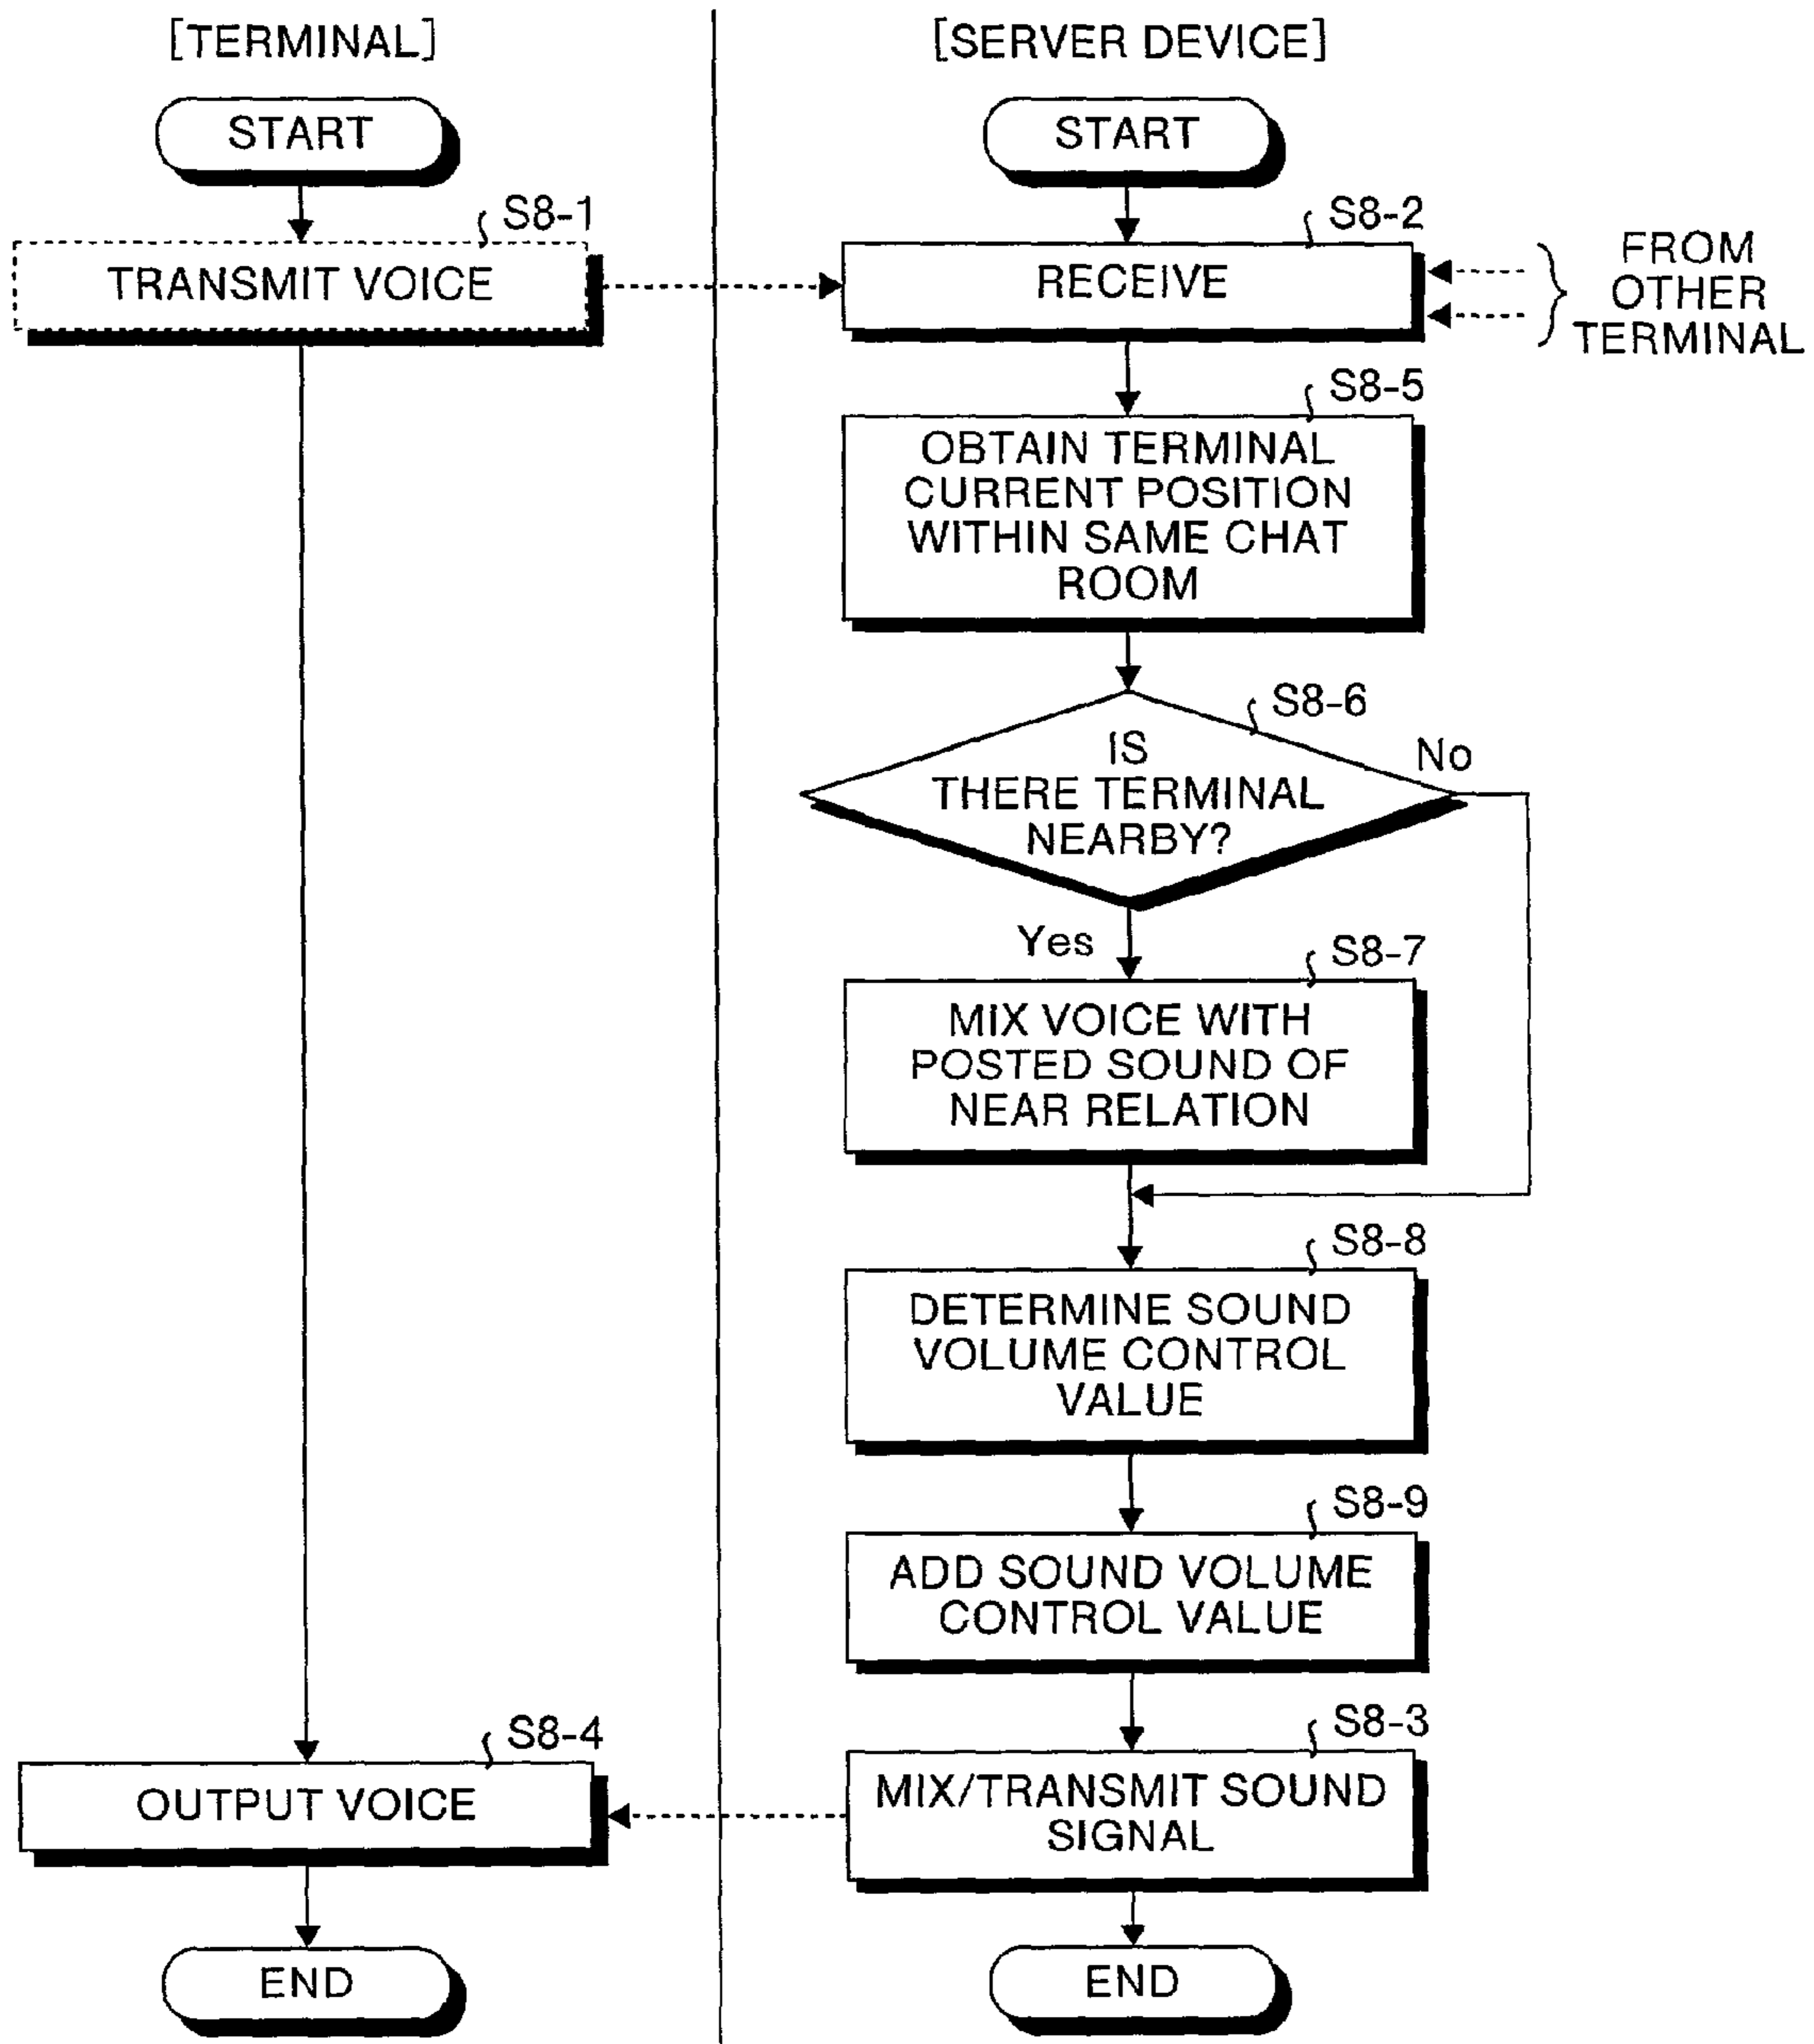 [TERMINAL]
[SERVER DEVICE]
START
START
S8-1
TRANSMIT VOICE
S8-2
RECEIVE
FROM
OTHER
TERMINAL
S8-5
OBTAIN TERMINAL
CURRENT POSITION
WITHIN SAME CHAT
ROOM
S8-6
IS
THERE TERMINAL
NEARBY?
No
Yes
S8-7
MIX VOICE WITH
POSTED SOUND OF
NEAR RELATION
S8-8
DETERMINE SOUND
VOLUME CONTROL
VALUE
S8-9
ADD SOUND VOLUME
CONTROL VALUE
S8-4
OUTPUT VOICE
S8-3
MIX/TRANSMIT SOUND
SIGNAL
END
END